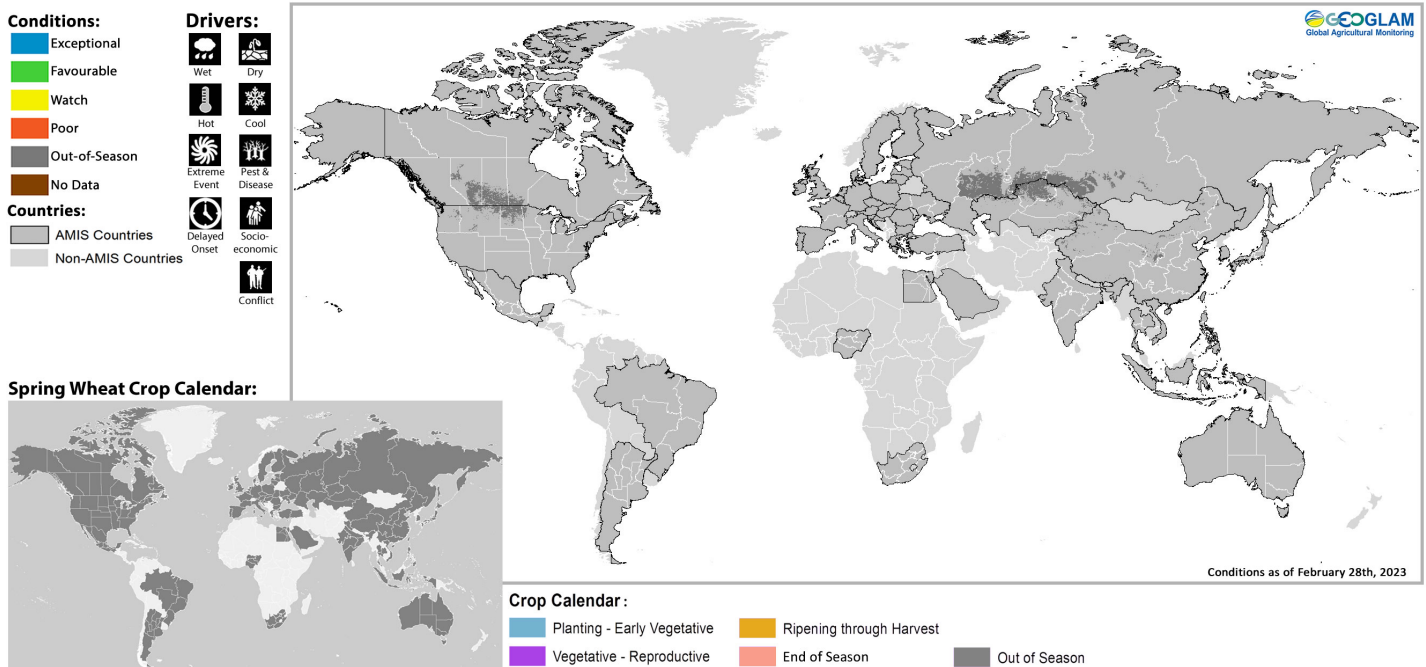 Conditions:
Exceptional
Favourable
Watch
Poor
Out-of-Season
No Data
Countries:
AMIS Countries
Non-AMIS Countries
Drivers:
Wet
Dry
Hot
Cool
Extreme
Event
Pest &
Disease
Delayed
Onset
Socio-
economic
Conflict
GEOGLAM
Global Agricultural Monitoring
Conditions as of February 28th, 2023
Spring Wheat Crop Calendar:
Crop Calendar :
Planting - Early Vegetative
Ripening through Harvest
Vegetative - Reproductive
End of Season
Out of Season